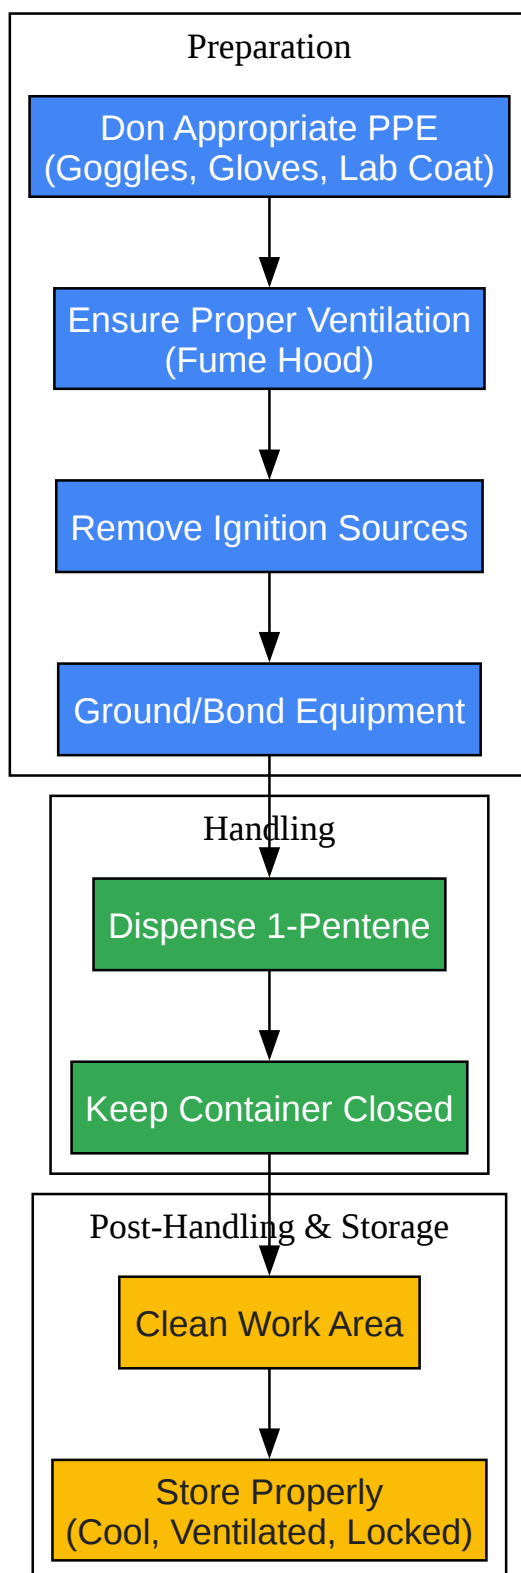 Preparation
Don Appropriate PPE
(Goggles, Gloves, Lab Coat)
Ensure Proper Ventilation
(Fume Hood)
Remove Ignition Sources
Ground/Bond Equipment
Handling
Dispense 1-Pentene
Keep Container Closed
Post-Handling & Storage
Clean Work Area
Store Properly
(Cool, Ventilated, Locked)